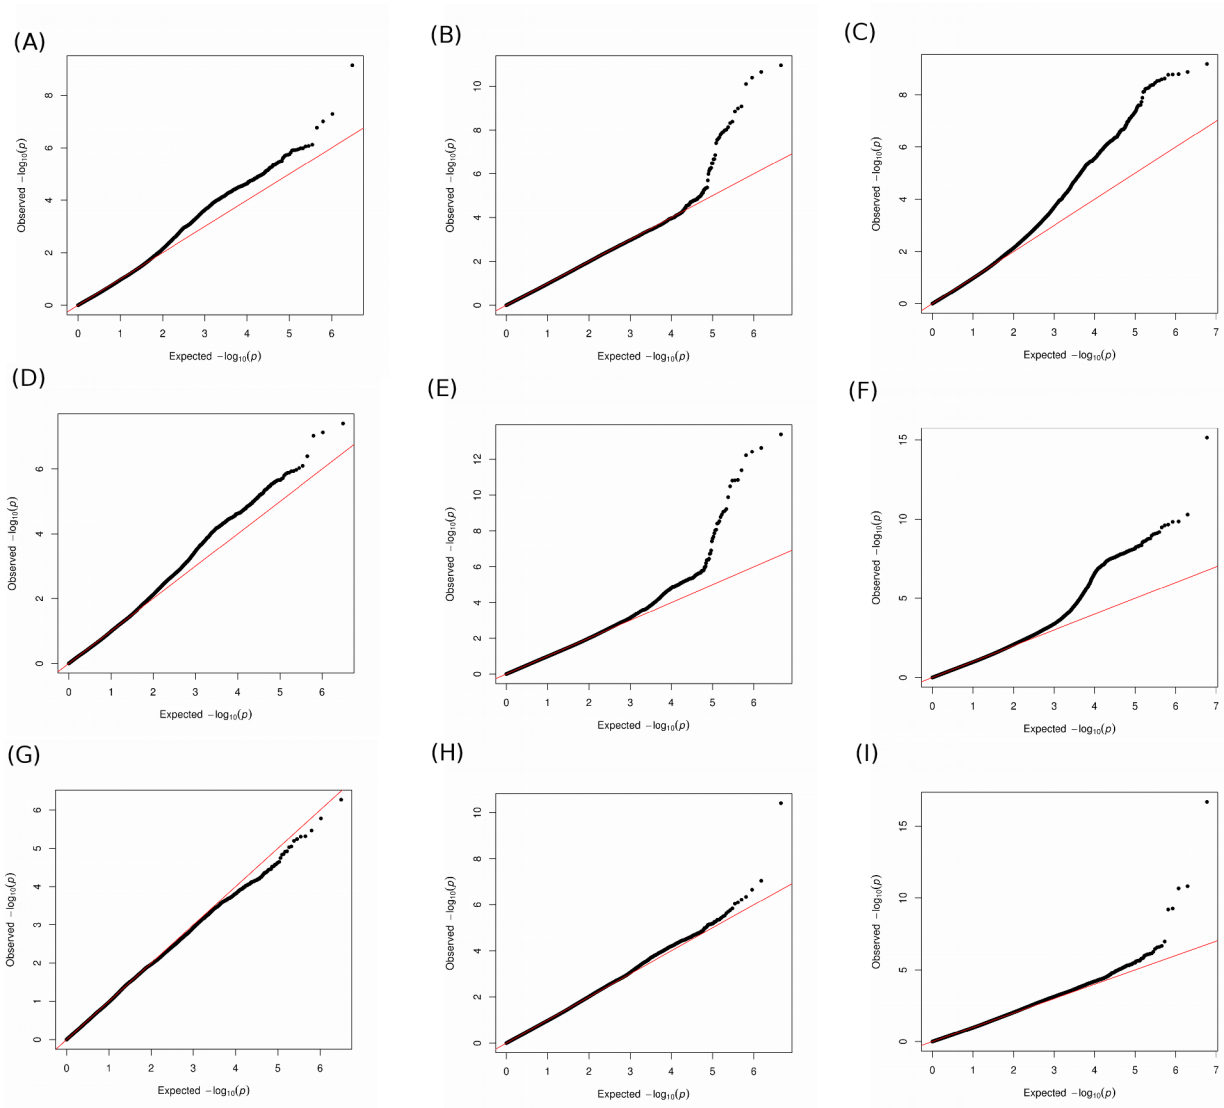 (A)
(B)
(C)
8
6
4
2
0
Observed −log10(p)
0 1 2 3 4 5 6
Expected −log10(p)
10
8
6
4
2
0
Observed −log10(p)
0 1 2 3 4 5 6
Expected −log10(p)
8
6
4
2
0
Observed −log10(p)
0 1 2 3 4 5 6 7
Expected −log10(p)
(D)
(E)
(F)
6
4
2
0
Observed −log10(p)
0 1 2 3 4 5 6
Expected −log10(p)
12
10
8
6
4
2
0
Observed −log10(p)
0 1 2 3 4 5 6
Expected −log10(p)
15
10
5
0
Observed −log10(p)
0 1 2 3 4 5 6 7
Expected −log10(p)
(G)
(H)
(I)
6
5
4
3
2
1
0
Observed −log10(p)
0 1 2 3 4 5 6
Expected −log10(p)
10
8
6
4
2
0
Observed −log10(p)
0 1 2 3 4 5 6
Expected −log10(p)
15
10
5
0
Observed −log10(p)
0 1 2 3 4 5 6 7
Expected −log10(p)